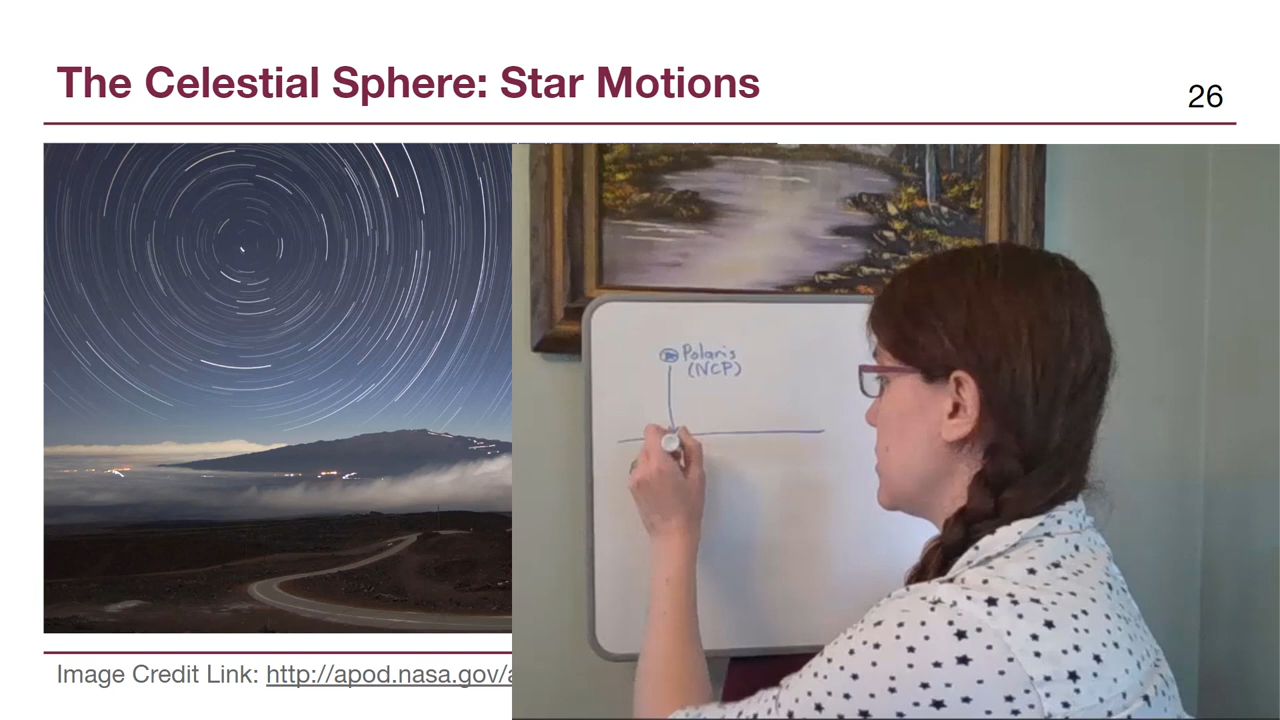 The Celestial Sphere: Star Motions
26
Polaris
(NCP)
Image Credit Link: http://apod.nasa.gov/